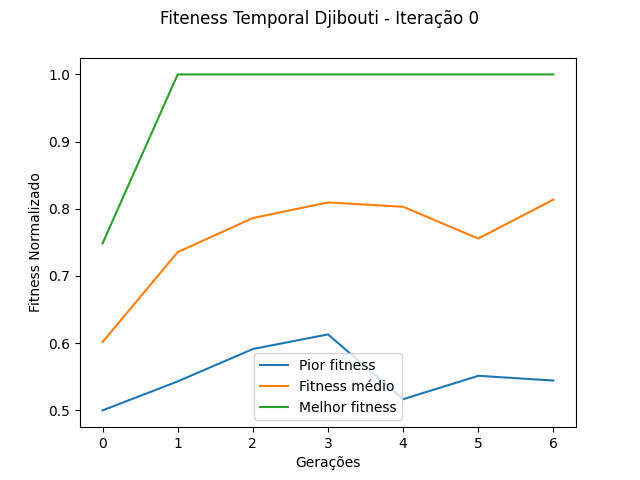 Fiteness Temporal Djibouti - Iteração 0
Fitness Normalizado
1.0
0.9
0.8
0.7
0.6
0.5
Pior fitness
Fitness médio
Melhor fitness
0 1 2 3 4 5 6
Gerações